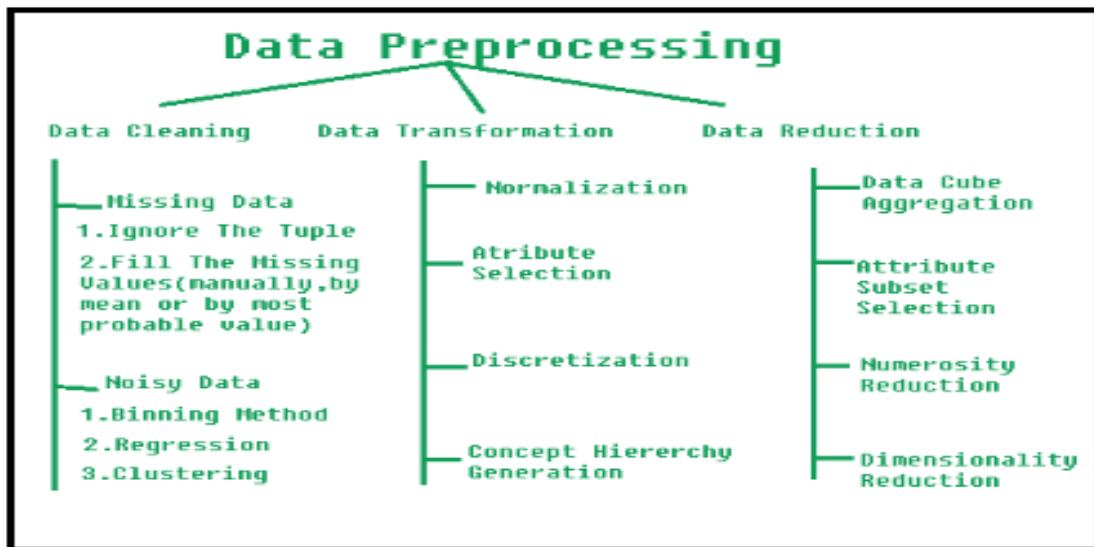 Data Preprocessing
Data Cleaning
Missing Data
1.Ignore The Tuple
2.Fill The Missing
Values(manually,by
mean or by most
probable value)
Noisy Data
1.Binning Method
2.Regression
3.Clustering
Data Transformation
Normalization
Atribute
Selection
Discretization
Concept Hiererchy
Generation
Data Reduction
Data Cube
Aggregation
Attribute
Subset
Selection
Numerosity
Reduction
Dimensionality
Reduction